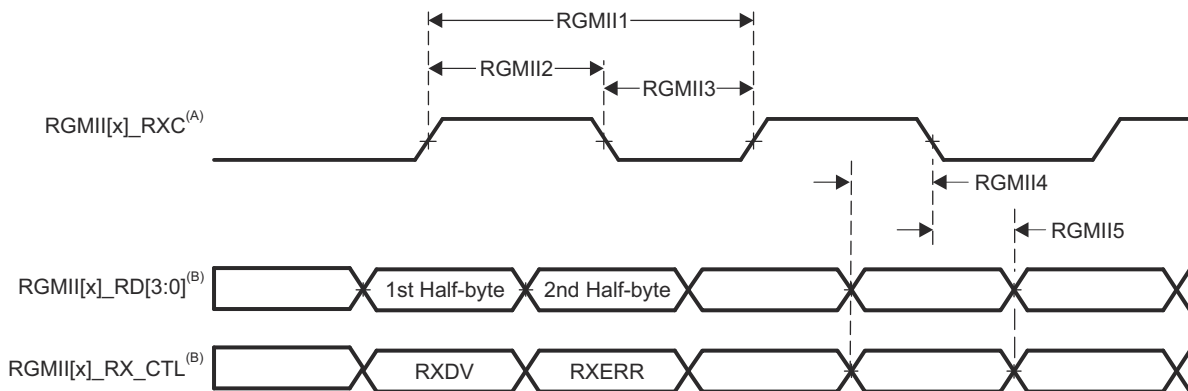 RGMII1
RGMII2
RGMII3
RGMII[x]_RXC(A)
RGMII4
RGMII5
RGMII[x]_RD[3:0](B)
1st Half-byte
2nd Half-byte
RGMII[x]_RX_CTL(B)
RXDV
RXERR